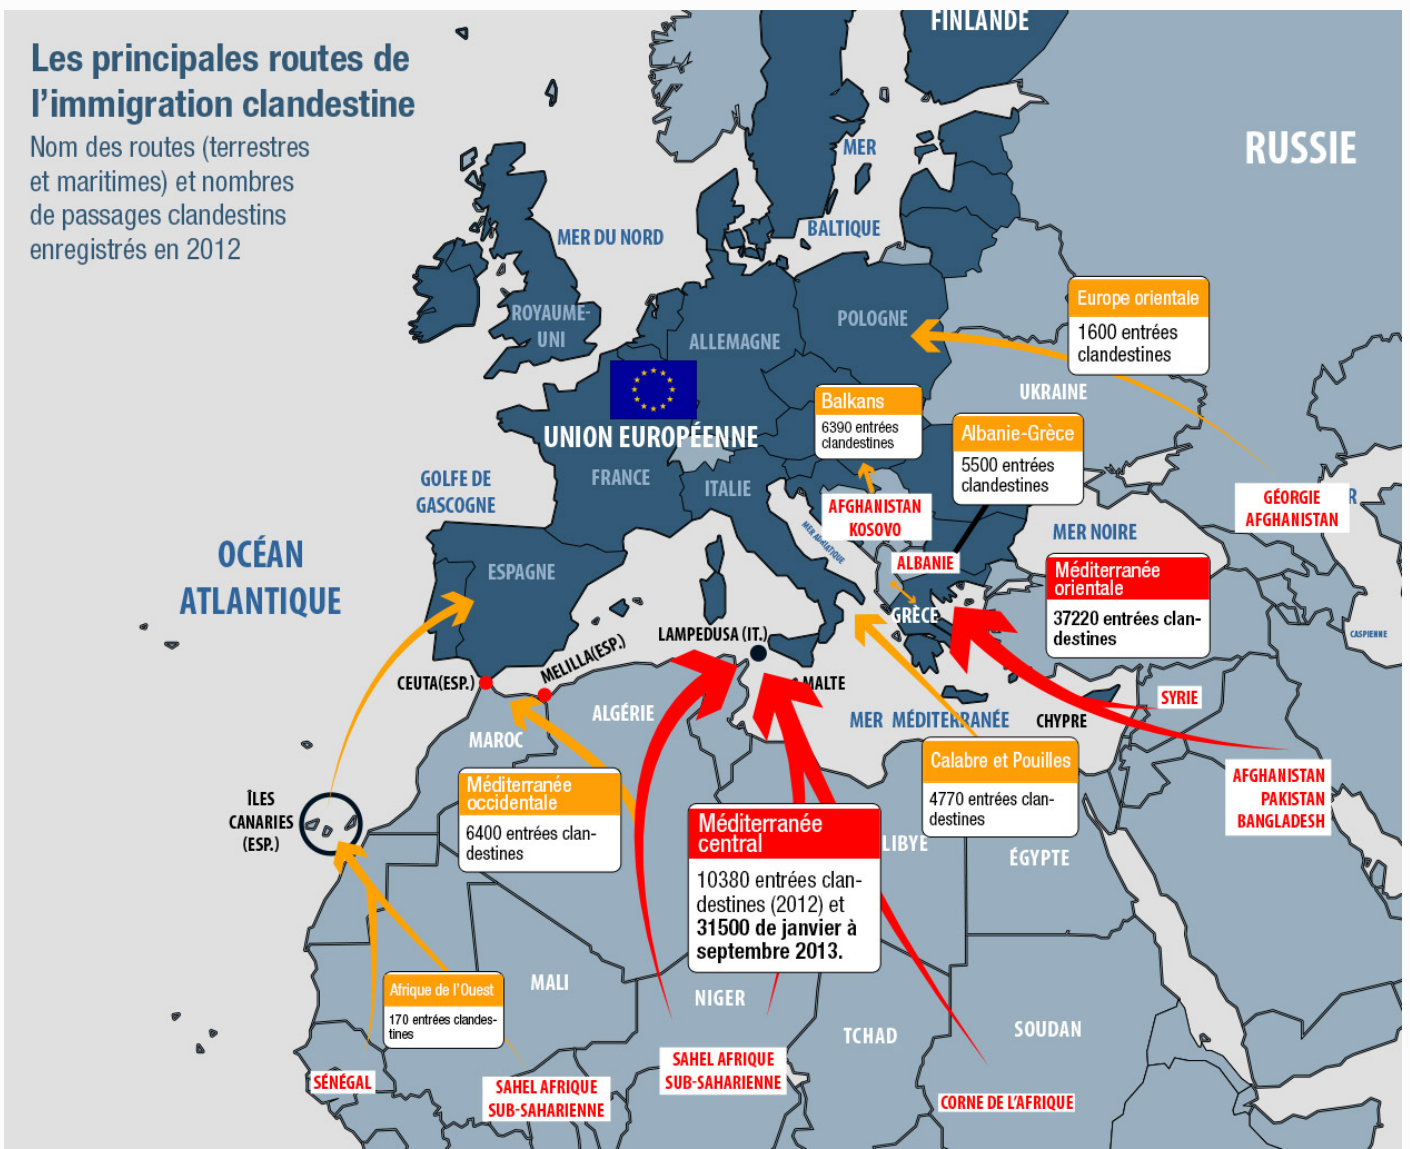 Les principales routes de
l'immigration clandestine
Nom des routes (terrestres
et maritimes) et nombres
de passages clandestins
enregistrés en 2012
FINLANDE
RUSSIE
MER
BALTIQUE
MER DU NORD
ROYAUME-
UNI
POLOGNE
ALLEMAGNE
Europe orientale
1600 entrées
clandestines
UKRAINE
Balkans
6390 entrées
clandestines
Albanie-Grèce
5500 entrées
clandestines
UNION EUROPÉENNE
FRANCE
ITALIE
GOLFE DE
GASCOGNE
AFGHANISTAN
KOSOVO
GÉORGIE
AFGHANISTAN
R
MER NOIRE
MER ADRIATIQUE
OCÉAN
ATLANTIQUE
ESPAGNE
ALBANIE
Méditerranée
orientale
37220 entrées clan-
destines
GRÈCE
CASPIENNE
LAMPEDUSA (IT.)
MELILLA(ESP.)
CEUTA(ESP.)
MALTE
SYRIE
ALGÉRIE
MER MÉDITERRANÉE
CHYPRE
MAROC
Calabre et Pouilles
4770 entrées clan-
destines
Méditerranée
occidentale
6400 entrées clan-
destines
AFGHANISTAN
PAKISTAN
BANGLADESH
ÎLES
CANARIES
(ESP.)
Méditerranée
central
10380 entrées clan-
destines (2012) et
31500 de janvier à
septembre 2013.
LIBYE
ÉGYPTE
Afrique de l'Ouest
170 entrées clandes-
tines
MALI
NIGER
TCHAD
SOUDAN
SÉNÉGAL
SAHEL AFRIQUE
SUB-SAHARIENNE
SAHEL AFRIQUE
SUB-SAHARIENNE
CORNE DE L'AFRIQUE